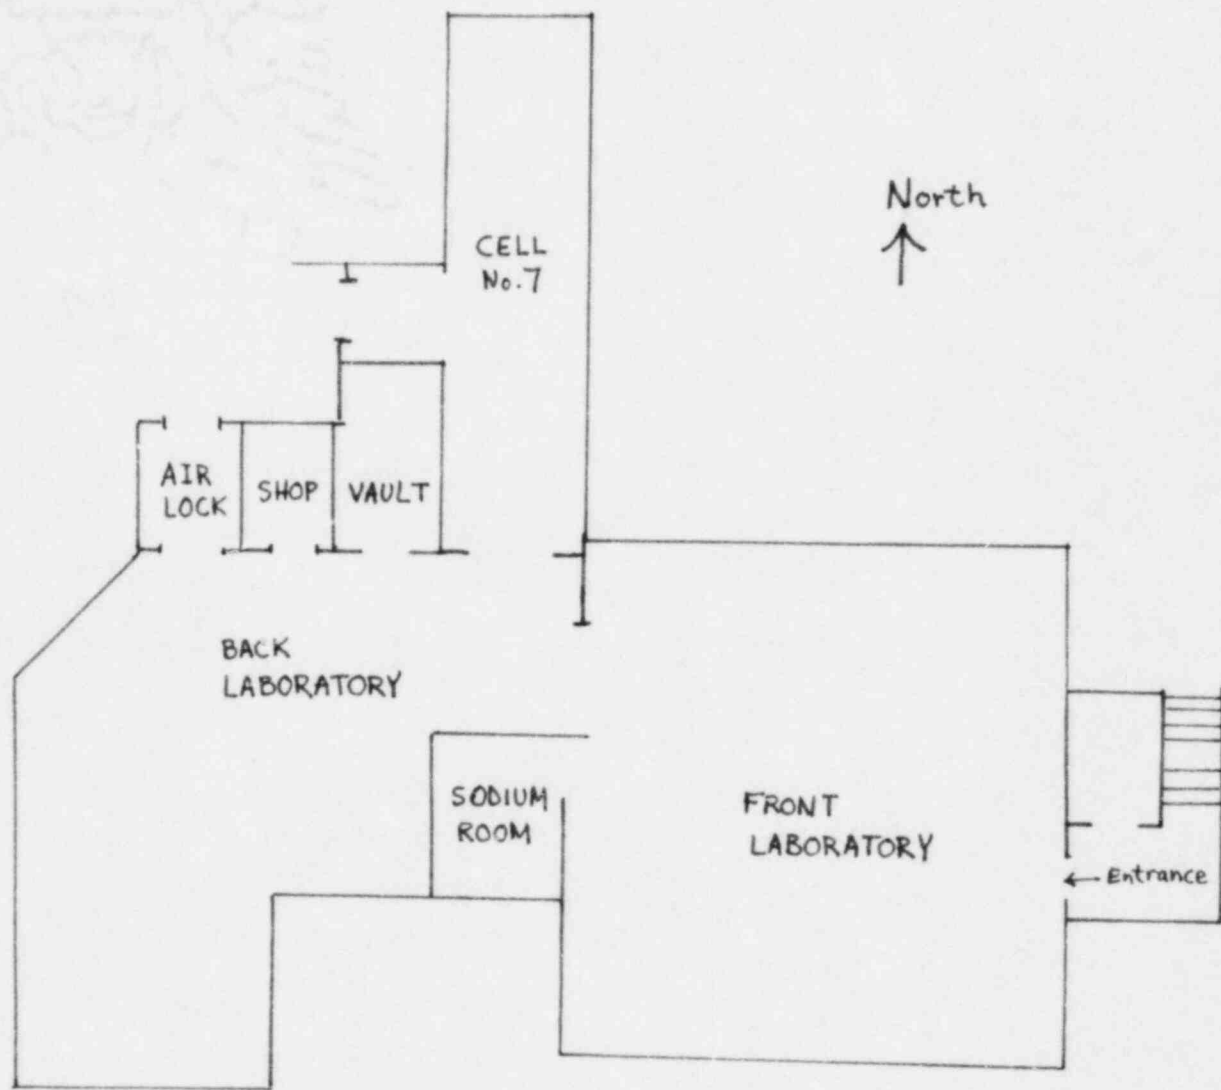 North
CELL
No.7
AIR
LOCK
SHOP
VAULT
BACK
LABORATORY
SODIUM
ROOM
FRONT
LABORATORY
Entrance